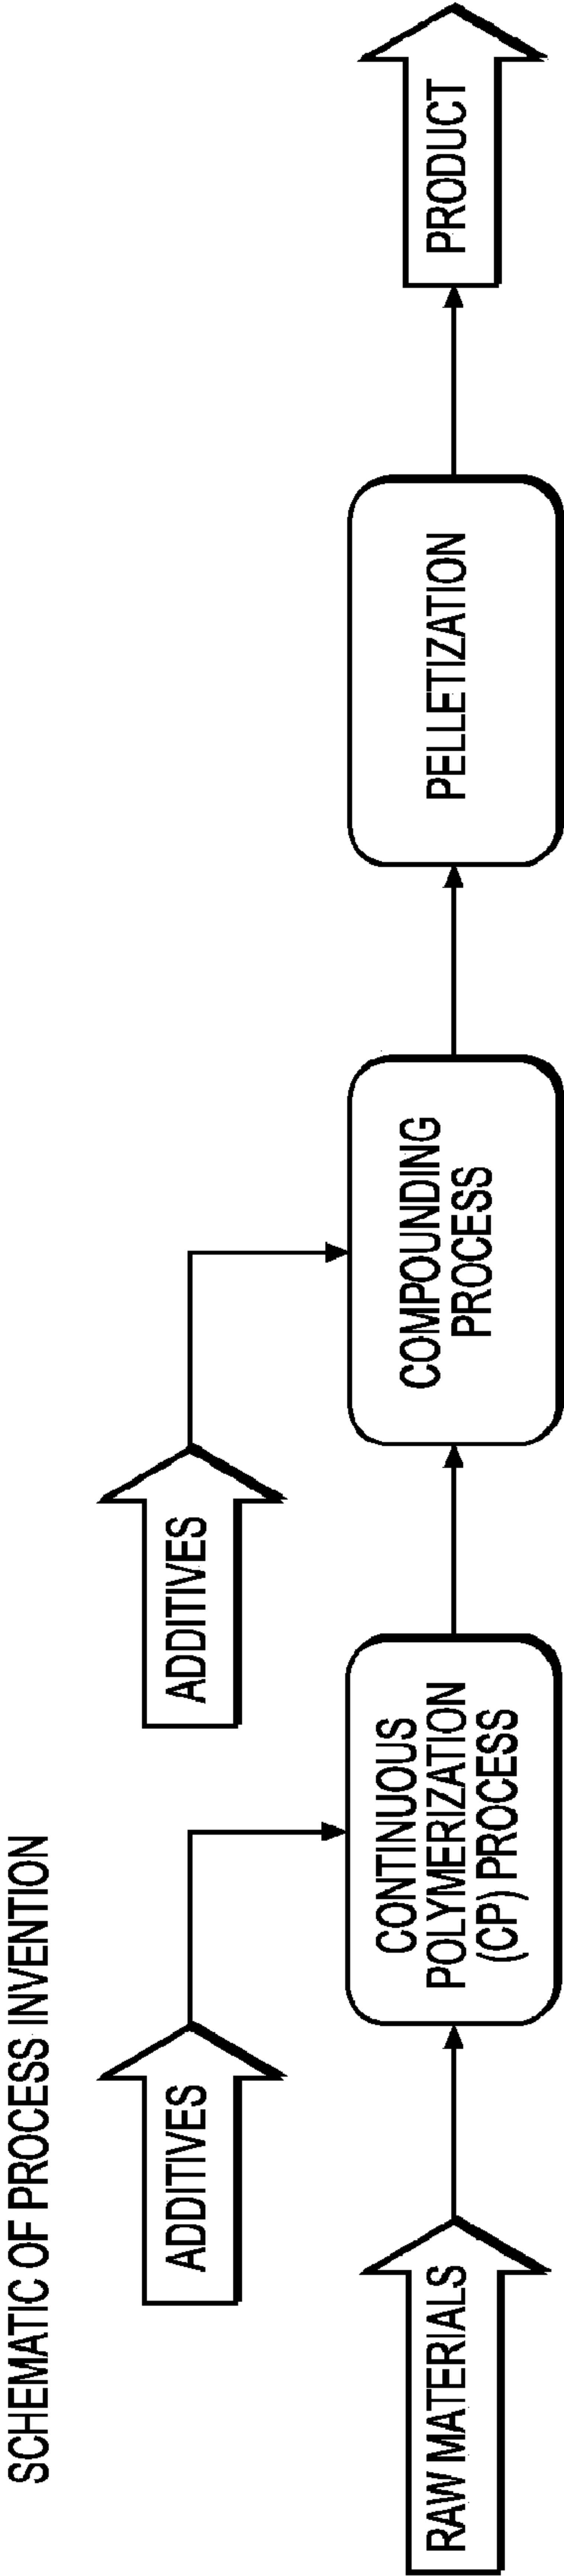 SCHEMATIC OF PROCESS INVENTION
ADDITIVES
ADDITIVES
RAW MATERIALS
CONTINUOUS
POLYMERIZATION
(CP) PROCESS
COMPOUNDING
PROCESS
PELLETIZATION
PRODUCT